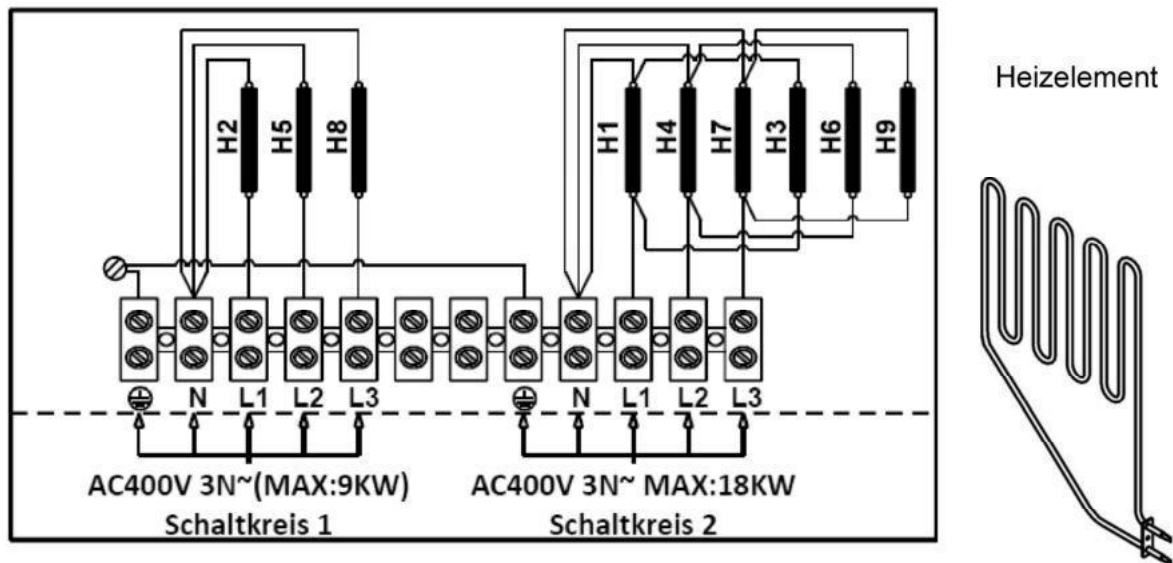 H2 H5 H8 H1 H4 H7 H3 H6 H9
Heizelement
N L1 L2 L3 N L1 L2 L3
AC400V 3N~(MAX:9KW) AC400V 3N~ MAX:18KW
Schaltkreis 1 Schaltkreis 2